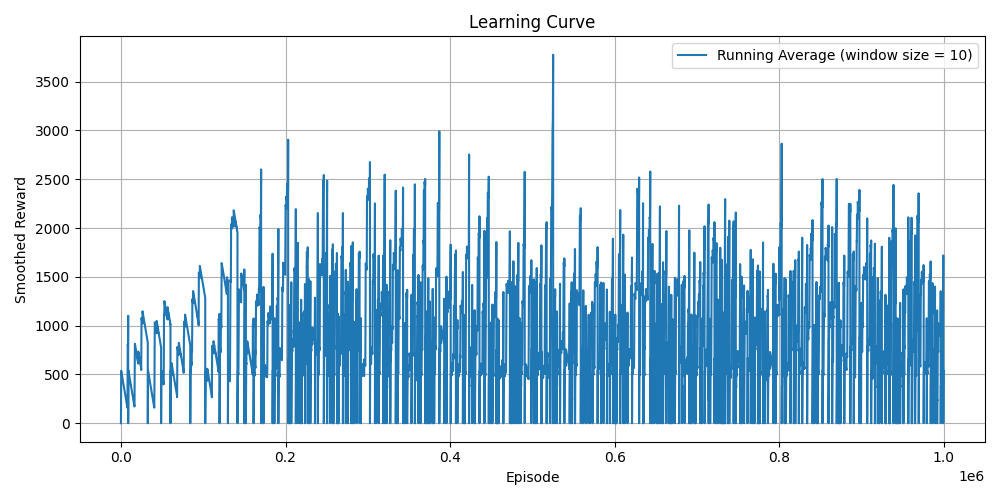 Learning Curve
Running Average (window size = 10)
Smoothed Reward
3500
3000
2500
2000
1500
1000
500
0
0.0 0.2 0.4 0.6 0.8 1.0
1e6
Episode